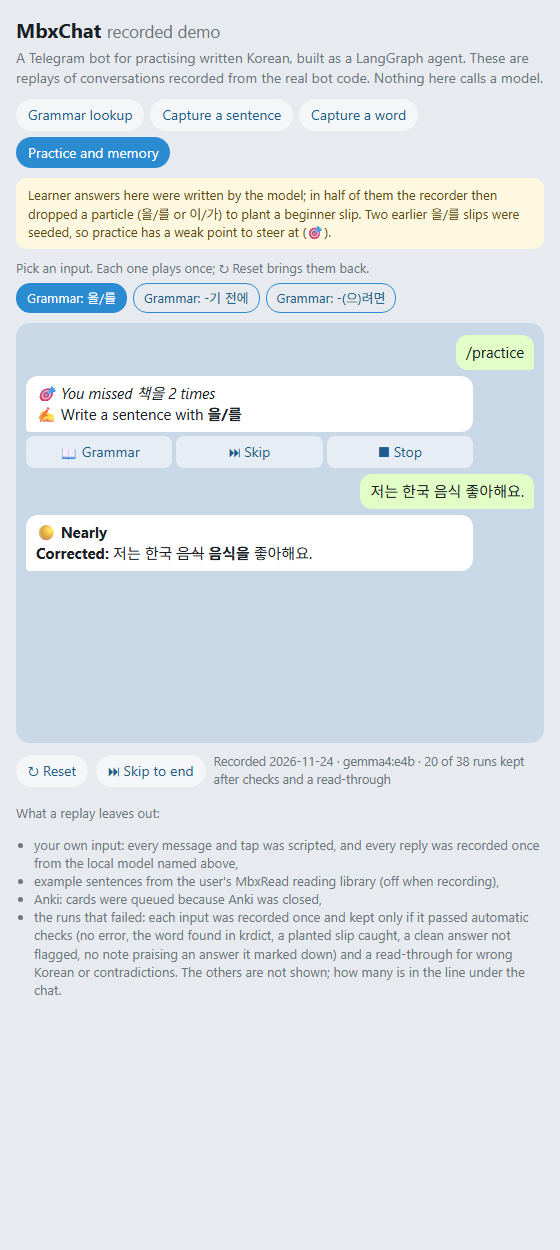 MbxChat recorded demo
A Telegram bot for practising written Korean, built as a LangGraph agent. These are
replays of conversations recorded from the real bot code. Nothing here calls a model.
Grammar lookup
Capture a sentence
Capture a word
Practice and memory
Learner answers here were written by the model; in half of them the recorder then
dropped a particle (을/를 or 이/가) to plant a beginner slip. Two earlier 을/를 slips were
seeded, so practice has a weak point to steer at (🎯).
Pick an input. Each one plays once; ↻ Reset brings them back.
Grammar: 을/를
Grammar: -기 전에
Grammar: -(으)려면
/practice
🎯 You missed 책을 2 times
✍️ Write a sentence with 을/를
📖 Grammar
⏭ Skip
⏹ Stop
저는 한국 음식 좋아해요.
🟡 Nearly
Corrected: 저는 한국 음식 음식을 좋아해요.
↻ Reset
⏭ Skip to end
Recorded 2026-11-24 · gemma4:e4b · 20 of 38 runs kept
after checks and a read-through
What a replay leaves out:
• your own input: every message and tap was scripted, and every reply was recorded once
from the local model named above,
• example sentences from the user's MbxRead reading library (off when recording),
• Anki: cards were queued because Anki was closed,
• the runs that failed: each input was recorded once and kept only if it passed automatic
checks (no error, the word found in krdict, a planted slip caught, a clean answer not
flagged, no note praising an answer it marked down) and a read-through for wrong
Korean or contradictions. The others are not shown; how many is in the line under the
chat.